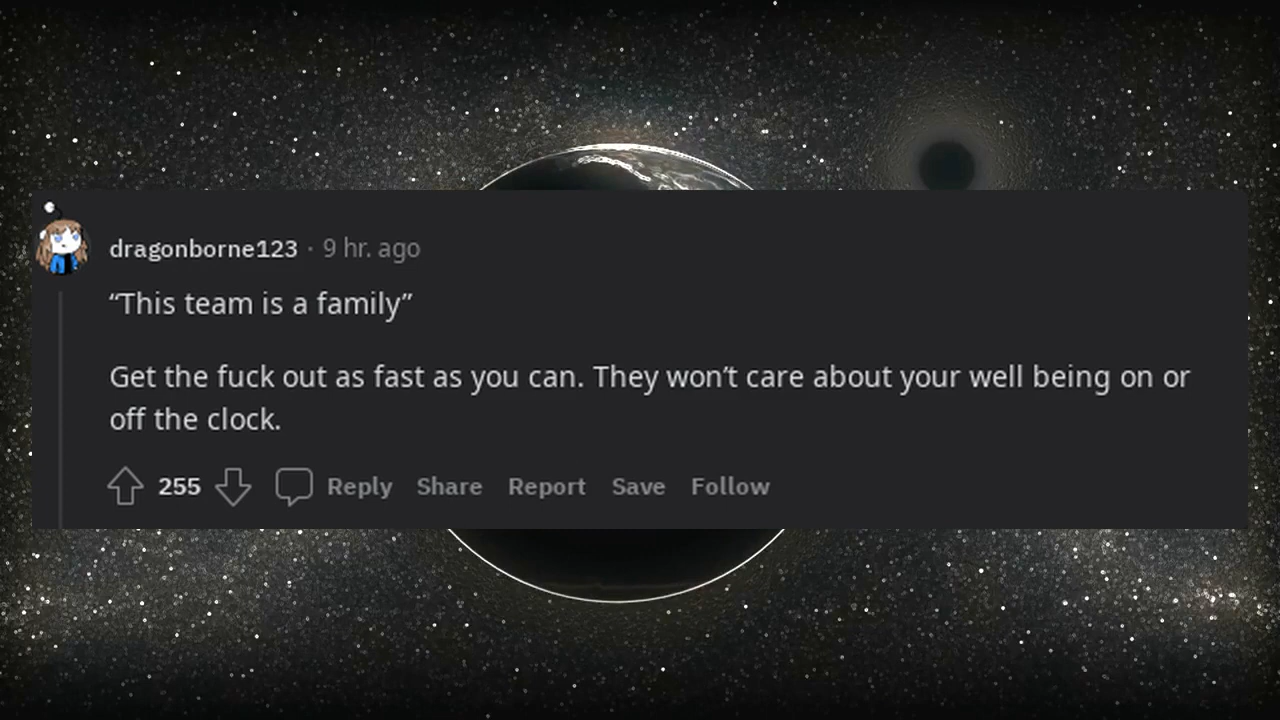 dragonborne123 · 9 hr. ago
“This team is a family”
Get the fuck out as fast as you can. They won’t care about your well being on or
off the clock.
255 Reply Share Report Save Follow